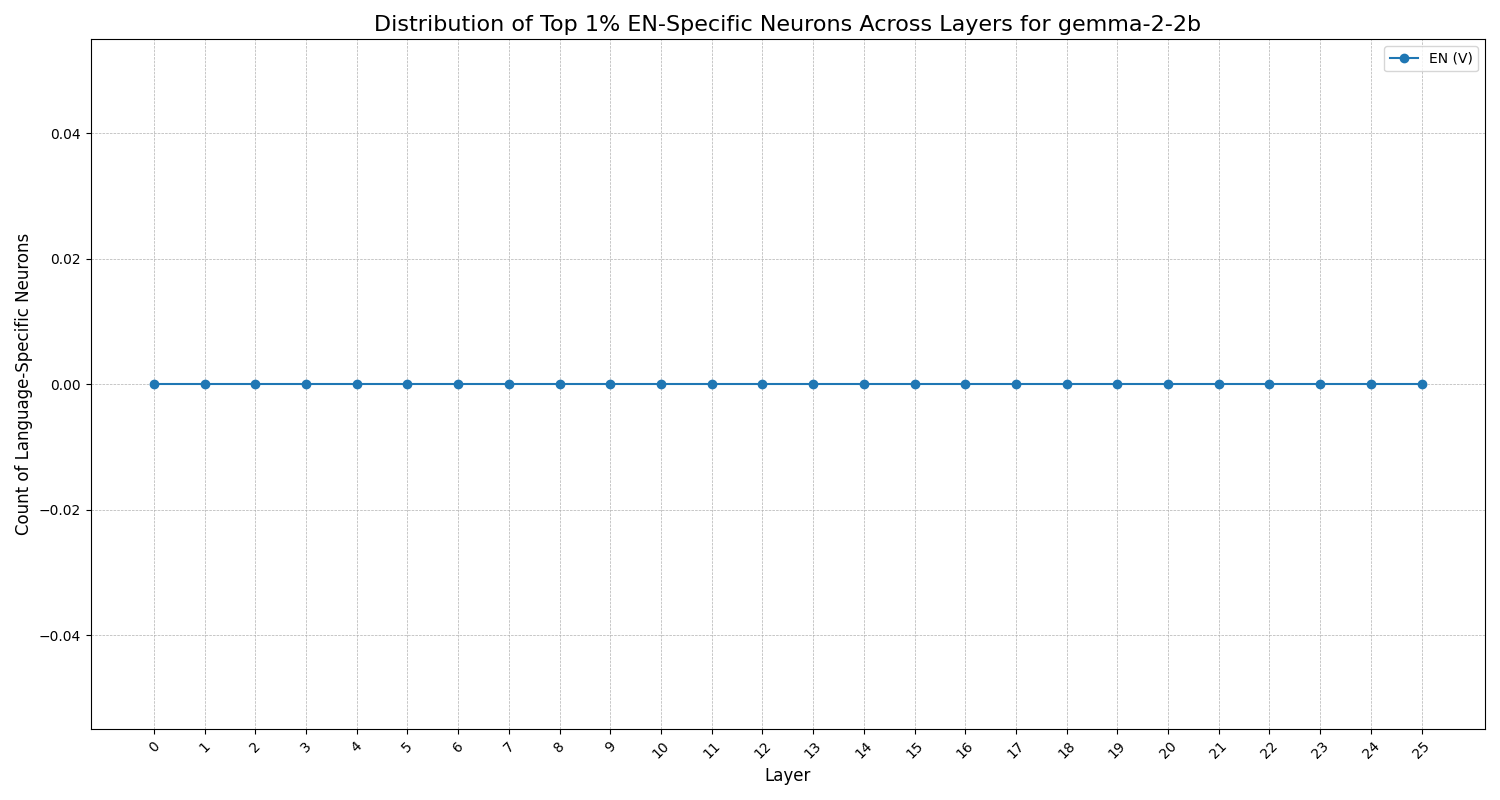 Distribution of Top 1% EN-Specific Neurons Across Layers for gemma-2-2b
EN (V)
Count of Language-Specific Neurons
0.04
0.02
0.00
−0.02
−0.04
0 1 2 3 4 5 6 7 8 9 10 11 12 13 14 15 16 17 18 19 20 21 22 23 24 25
Layer